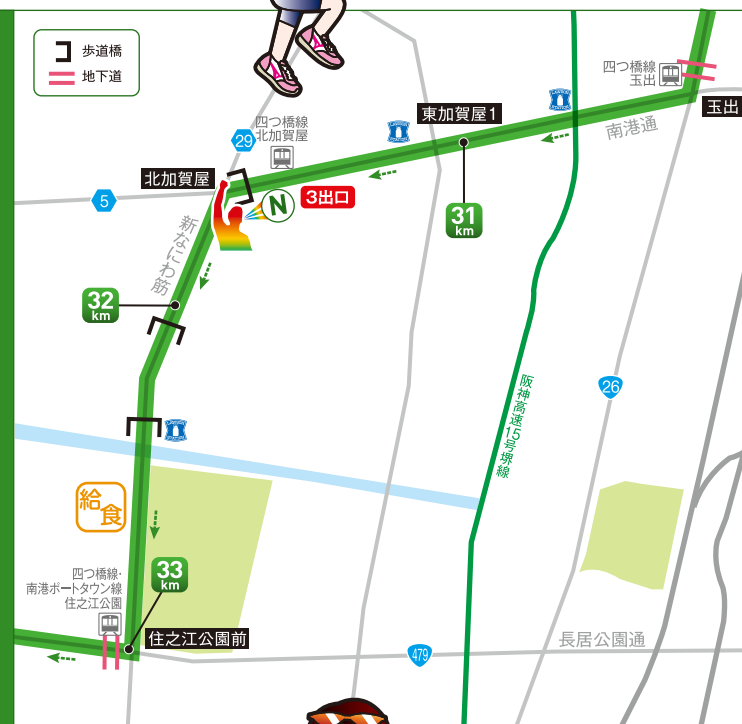 歩道橋
地下道
四つ橋線
玉出
玉出
東加賀屋1
南港通
四つ橋線
北加賀屋
29
北加賀屋
3出口
N
5
31
km
新なにわ筋
32
km
26
阪神高速15号堺線
給食
33
km
四つ橋線・
南港ポートタウン線
住之江公園
住之江公園前
479
長居公園通